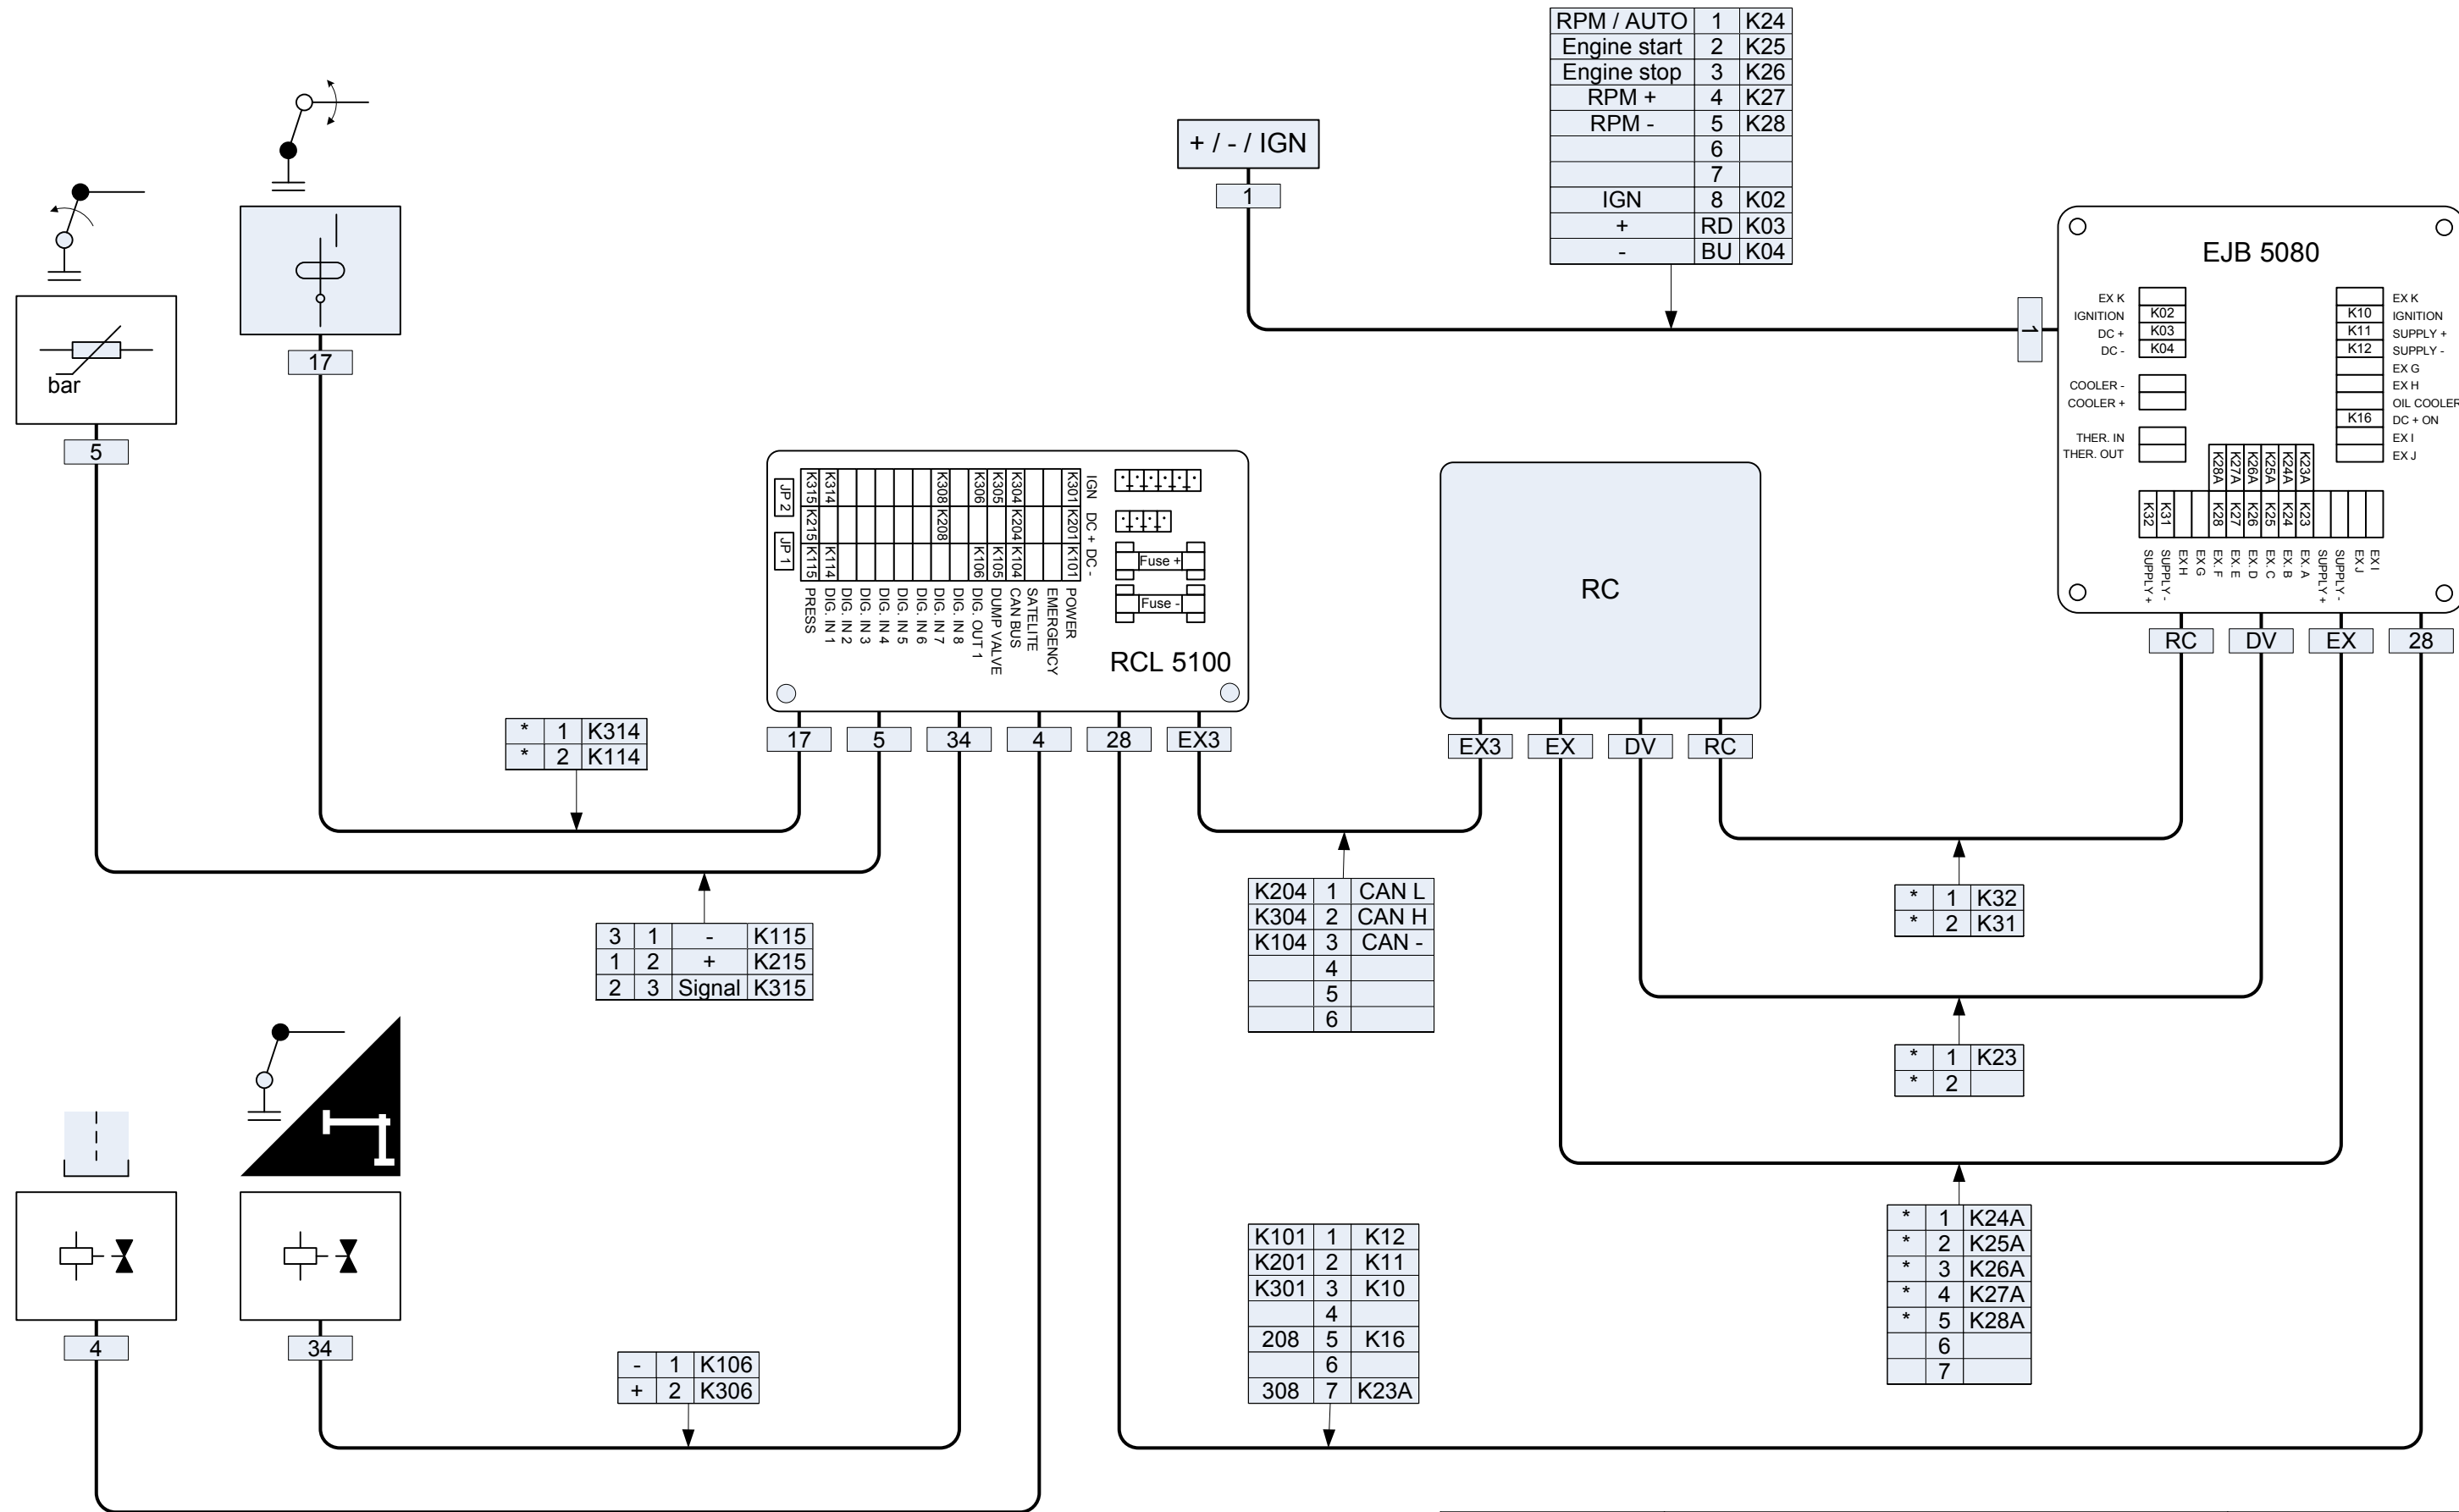 RPM / AUTO 1 K24
Engine start 2 K25
Engine stop 3 K26
RPM + 4 K27
RPM - 5 K28
6
7
IGN 8 K02
+ RD K03
- BU K04
+ / - / IGN
1
1
EJB 5080
EX K
IGNITION K02
DC + K03
DC - K04
COOLER -
COOLER +
THER. IN
THER. OUT
EX K
K10 IGNITION
K11 SUPPLY +
K12 SUPPLY -
EX G
EX H
OIL COOLER
K16 DC + ON
EX I
EX J
K28A K27A K26A K25A K24A K23A
K32 K31 K28 K27 K26 K25 K24 K23
SUPPLY +
SUPPLY -
EX H
EX G
EX. F
EX. E
EX. D
EX. C
EX. B
EX. A
SUPPLY +
SUPPLY -
EX J
EX I
RC DV EX 28
bar
5
17
JP 2
JP 1
K315 K314 K308 K306 K305 K304 K301 IGN
K215 K208 K204 K201 DC +
K115 K114 K106 K105 K104 K101 DC -
PRESS
DIG. IN 1
DIG. IN 2
DIG. IN 3
DIG. IN 4
DIG. IN 5
DIG. IN 6
DIG. IN 7
DIG. IN 8
DIG. OUT 1
DUMP VALVE
CAN BUS
SATELITE
EMERGENCY
POWER
Fuse +
Fuse -
RCL 5100
17 5 34 4 28 EX3
RC
EX3 EX DV RC
* 1 K314
* 2 K114
3 1 - K115
1 2 + K215
2 3 Signal K315
K204 1 CAN L
K304 2 CAN H
K104 3 CAN -
4
5
6
* 1 K32
* 2 K31
* 1 K23
* 2
* 1 K24A
* 2 K25A
* 3 K26A
* 4 K27A
* 5 K28A
6
7
K101 1 K12
K201 2 K11
K301 3 K10
4
208 5 K16
6
308 7 K23A
4
34
- 1 K106
+ 2 K306